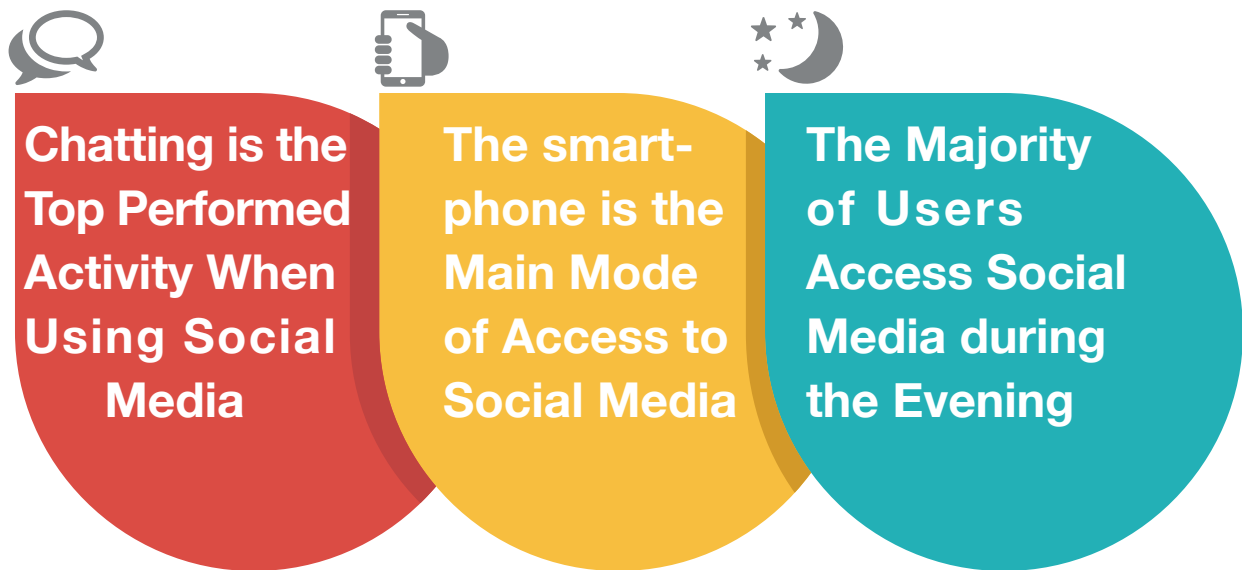 Chatting is the
Top Performed
Activity When
Using Social
Media
The smart-
phone is the
Main Mode
of Access to
Social Media
The Majority
of Users
Access Social
Media during
the Evening